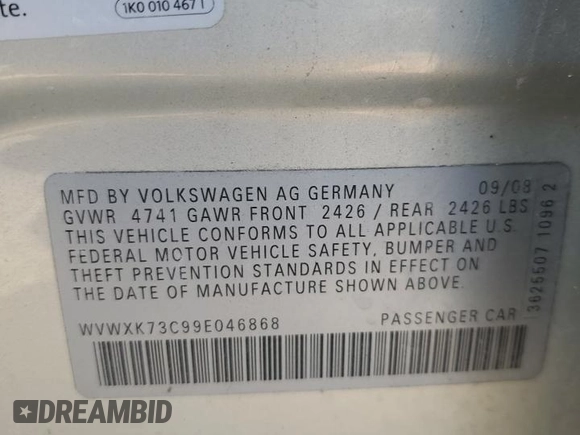 te.
1K0 010 467 T
MFD BY VOLKSWAGEN AG GERMANY 09/08
GVWR 4741 GAWR FRONT 2426 / REAR 2426 LBS
THIS VEHICLE CONFORMS TO ALL APPLICABLE U.S.
FEDERAL MOTOR VEHICLE SAFETY, BUMPER AND
THEFT PREVENTION STANDARDS IN EFFECT ON
THE DATE OF MANUFACTURE SHOWN ABOVE.
WVWXK73C99E046868 PASSENGER CAR
3625507 1096 2
DREAMBID